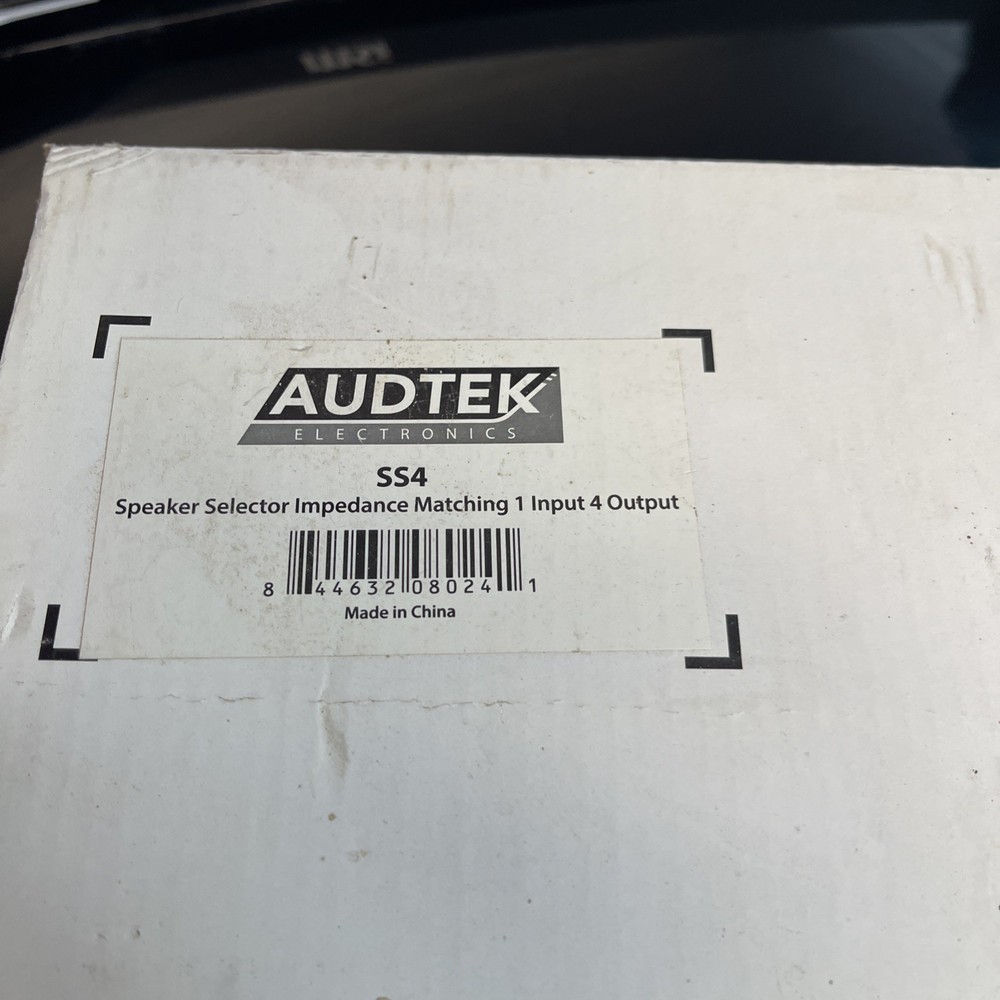 AUDTEK
ELECTRONICS
SS4
Speaker Selector Impedance Matching 1 Input 4 Output
8 44632 08024 1
Made in China